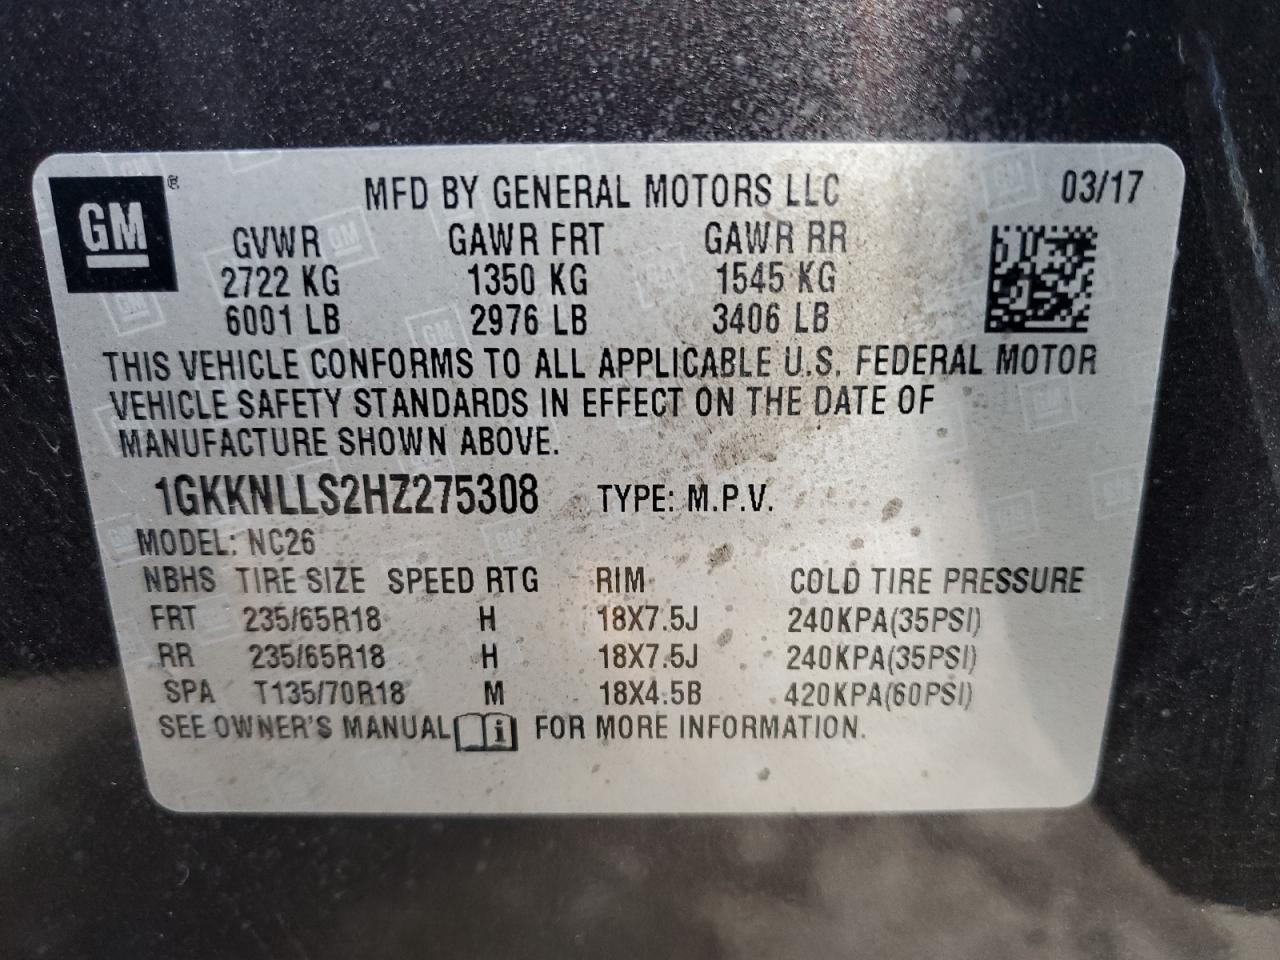 GM ® MFD BY GENERAL MOTORS LLC 03/17
GVWR GAWR FRT GAWR RR
2722 KG 1350 KG 1545 KG
6001 LB 2976 LB 3406 LB
THIS VEHICLE CONFORMS TO ALL APPLICABLE U.S. FEDERAL MOTOR
VEHICLE SAFETY STANDARDS IN EFFECT ON THE DATE OF
MANUFACTURE SHOWN ABOVE.
1GKKNLLS2HZ275308 TYPE: M.P.V.
MODEL: NC26
NBHS TIRE SIZE SPEED RTG RIM COLD TIRE PRESSURE
FRT 235/65R18 H 18X7.5J 240KPA(35PSI)
RR 235/65R18 H 18X7.5J 240KPA(35PSI)
SPA T135/70R18 M 18X4.5B 420KPA(60PSI)
SEE OWNER'S MANUAL i FOR MORE INFORMATION.